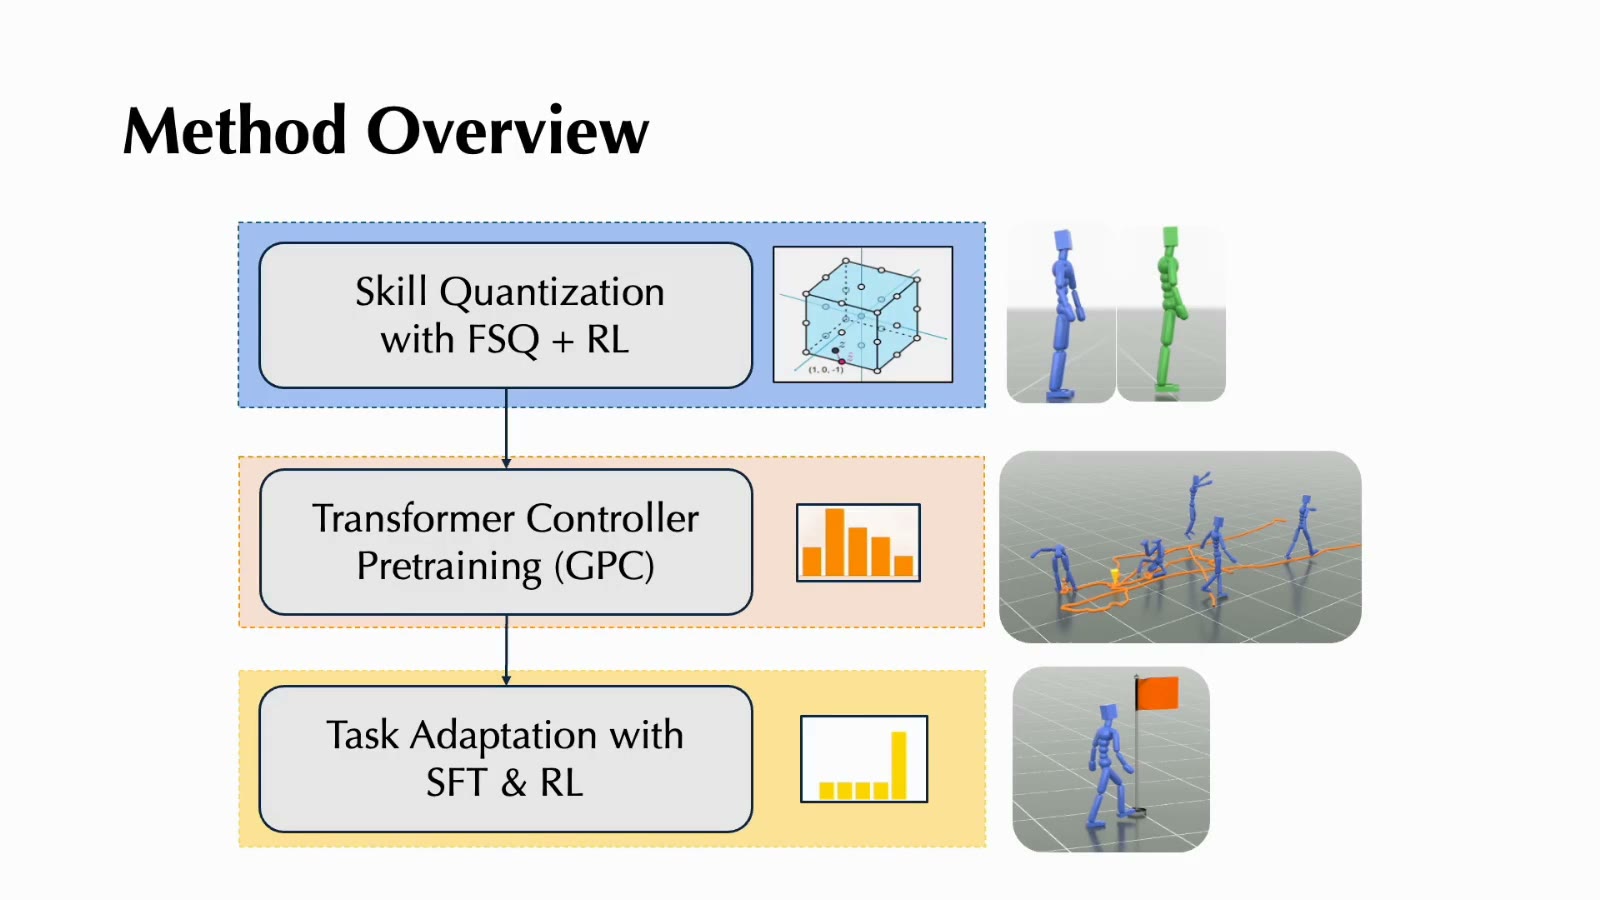 Method Overview
Skill Quantization
with FSQ + RL
(1, 0, -1)
Transformer Controller
Pretraining (GPC)
Task Adaptation with
SFT & RL